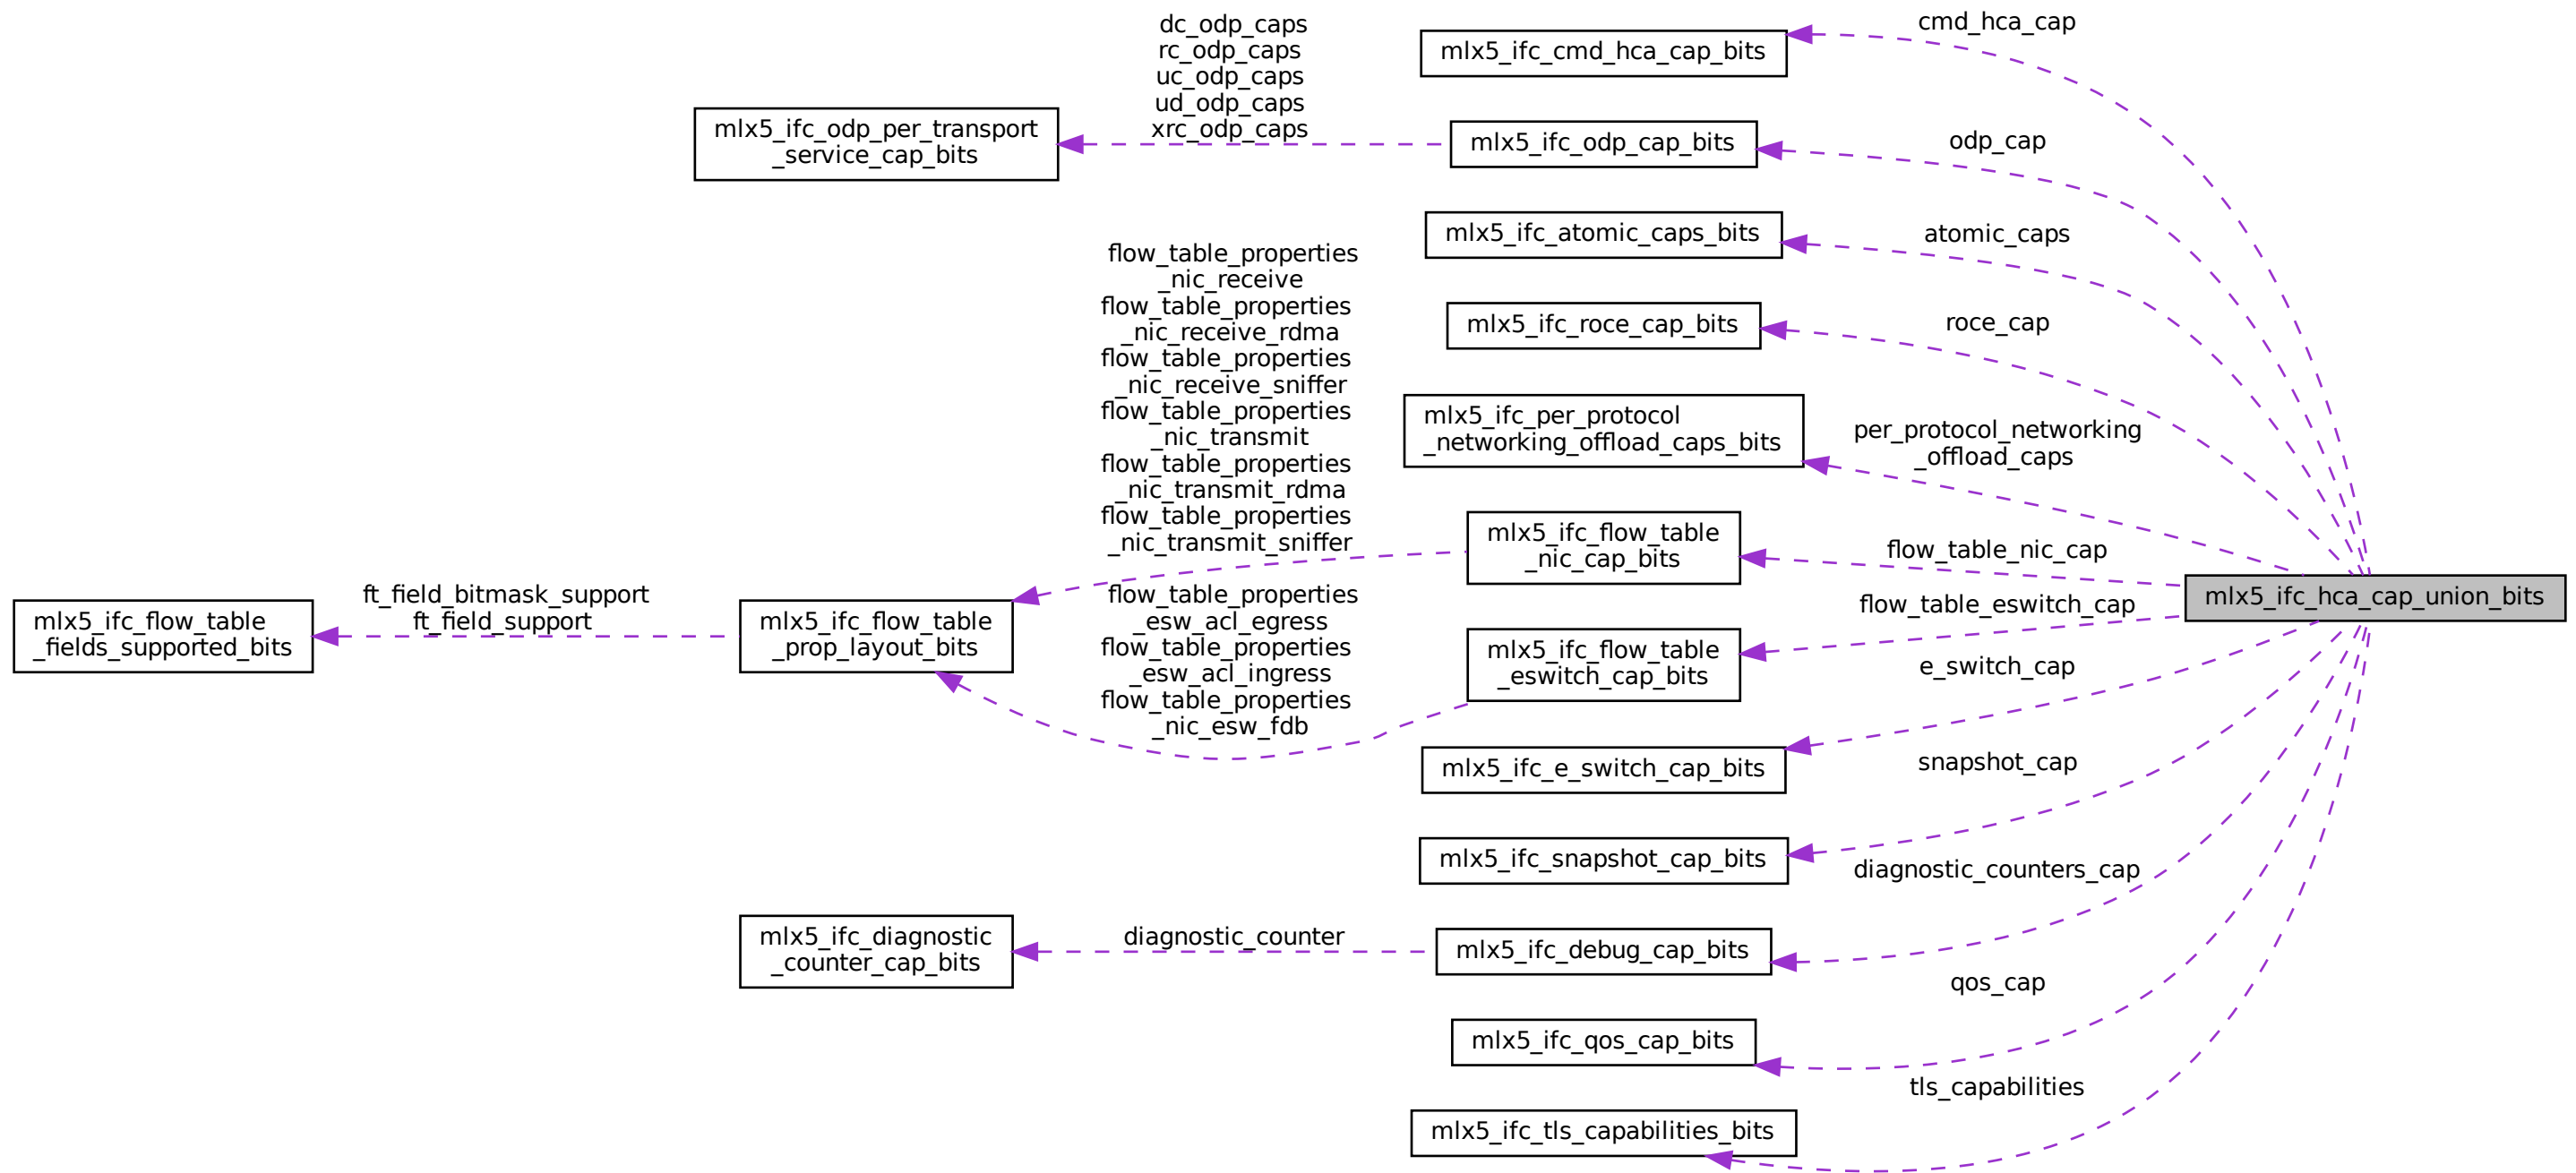 dc_odp_caps
rc_odp_caps
uc_odp_caps
ud_odp_caps
xrc_odp_caps
mlx5_ifc_cmd_hca_cap_bits
cmd_hca_cap
mlx5_ifc_odp_per_transport
_service_cap_bits
mlx5_ifc_odp_cap_bits
odp_cap
mlx5_ifc_atomic_caps_bits
atomic_caps
mlx5_ifc_roce_cap_bits
roce_cap
mlx5_ifc_per_protocol
_networking_offload_caps_bits
per_protocol_networking
_offload_caps
flow_table_properties
_nic_receive
flow_table_properties
_nic_receive_rdma
flow_table_properties
_nic_receive_sniffer
flow_table_properties
_nic_transmit
flow_table_properties
_nic_transmit_rdma
flow_table_properties
_nic_transmit_sniffer
mlx5_ifc_flow_table
_nic_cap_bits
flow_table_nic_cap
mlx5_ifc_hca_cap_union_bits
mlx5_ifc_flow_table
_fields_supported_bits
ft_field_bitmask_support
ft_field_support
mlx5_ifc_flow_table
_prop_layout_bits
flow_table_properties
_esw_acl_egress
flow_table_properties
_esw_acl_ingress
flow_table_properties
_nic_esw_fdb
mlx5_ifc_flow_table
_eswitch_cap_bits
flow_table_eswitch_cap
mlx5_ifc_e_switch_cap_bits
e_switch_cap
mlx5_ifc_snapshot_cap_bits
snapshot_cap
mlx5_ifc_diagnostic
_counter_cap_bits
diagnostic_counter
mlx5_ifc_debug_cap_bits
diagnostic_counters_cap
mlx5_ifc_qos_cap_bits
qos_cap
mlx5_ifc_tls_capabilities_bits
tls_capabilities